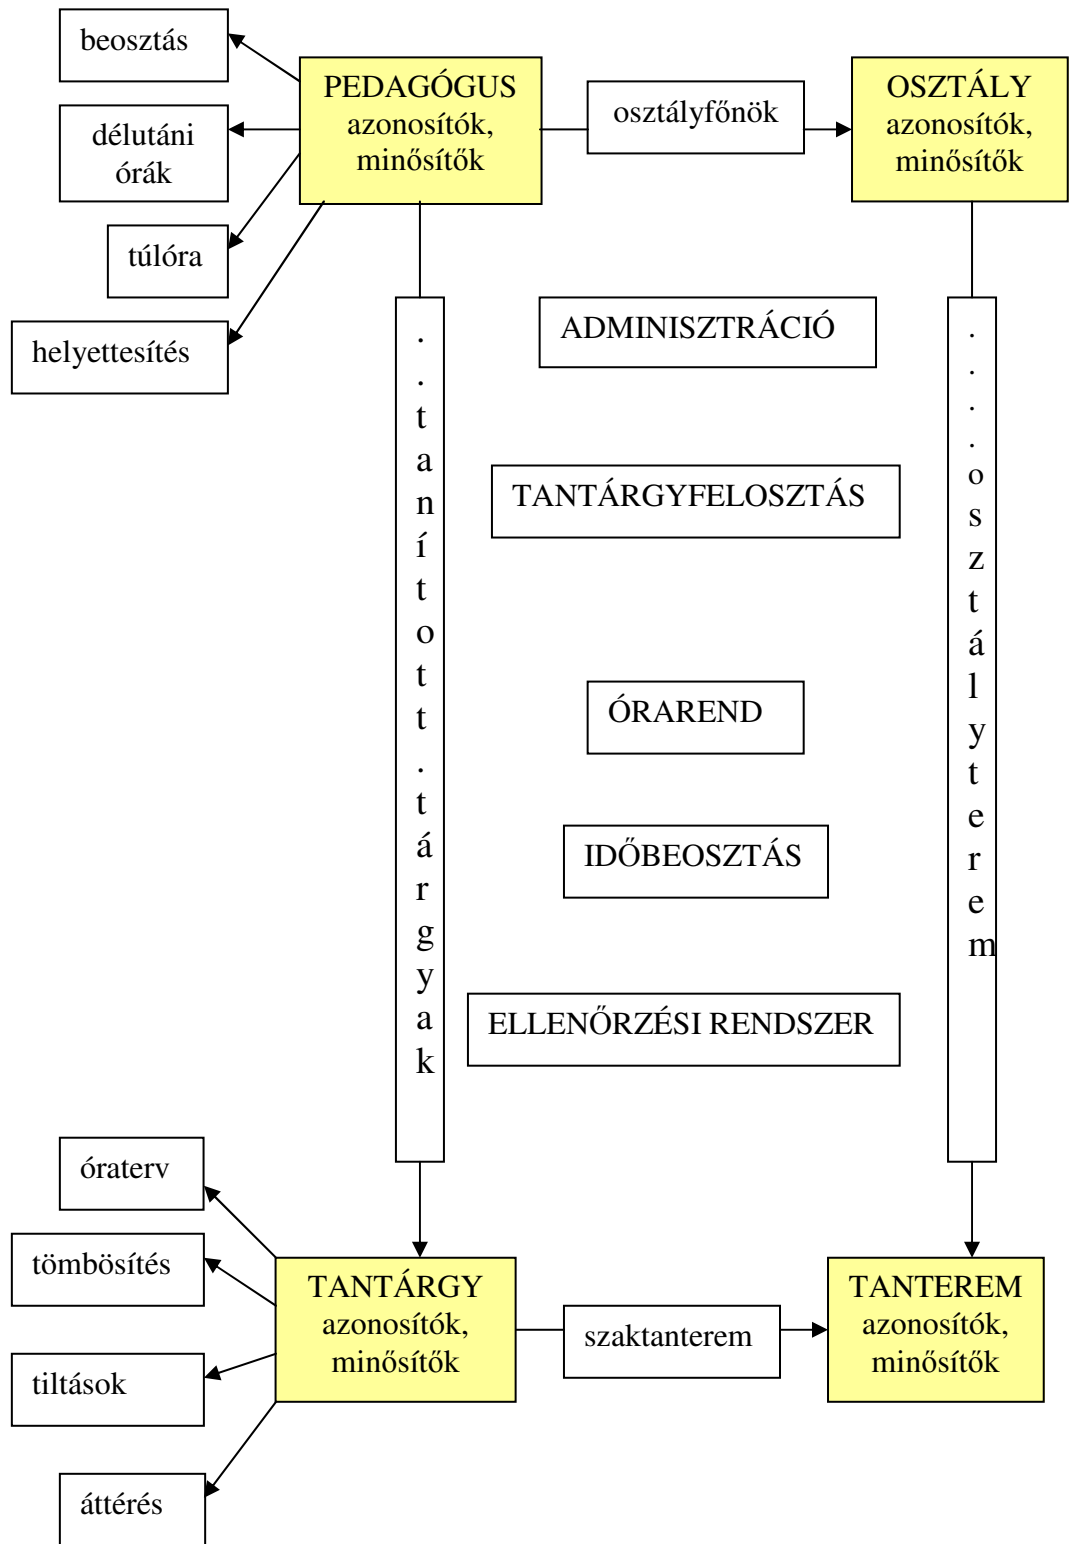 beosztás
PEDAGÓGUS
azonosítók,
minősítők
osztályfőnök
OSZTÁLY
azonosítók,
minősítők
délutáni
órák
túlóra
helyettesítés
. . tanított . tárgyak
ADMINISZTRÁCIÓ
TANTÁRGYFELOSZTÁS
ÓRAREND
IDŐBEOSZTÁS
ELLENŐRZÉSI RENDSZER
. . . . osztályterem
óraterv
tömbösítés
tiltások
áttérés
TANTÁRGY
azonosítók,
minősítők
szaktanterem
TANTEREM
azonosítók,
minősítők